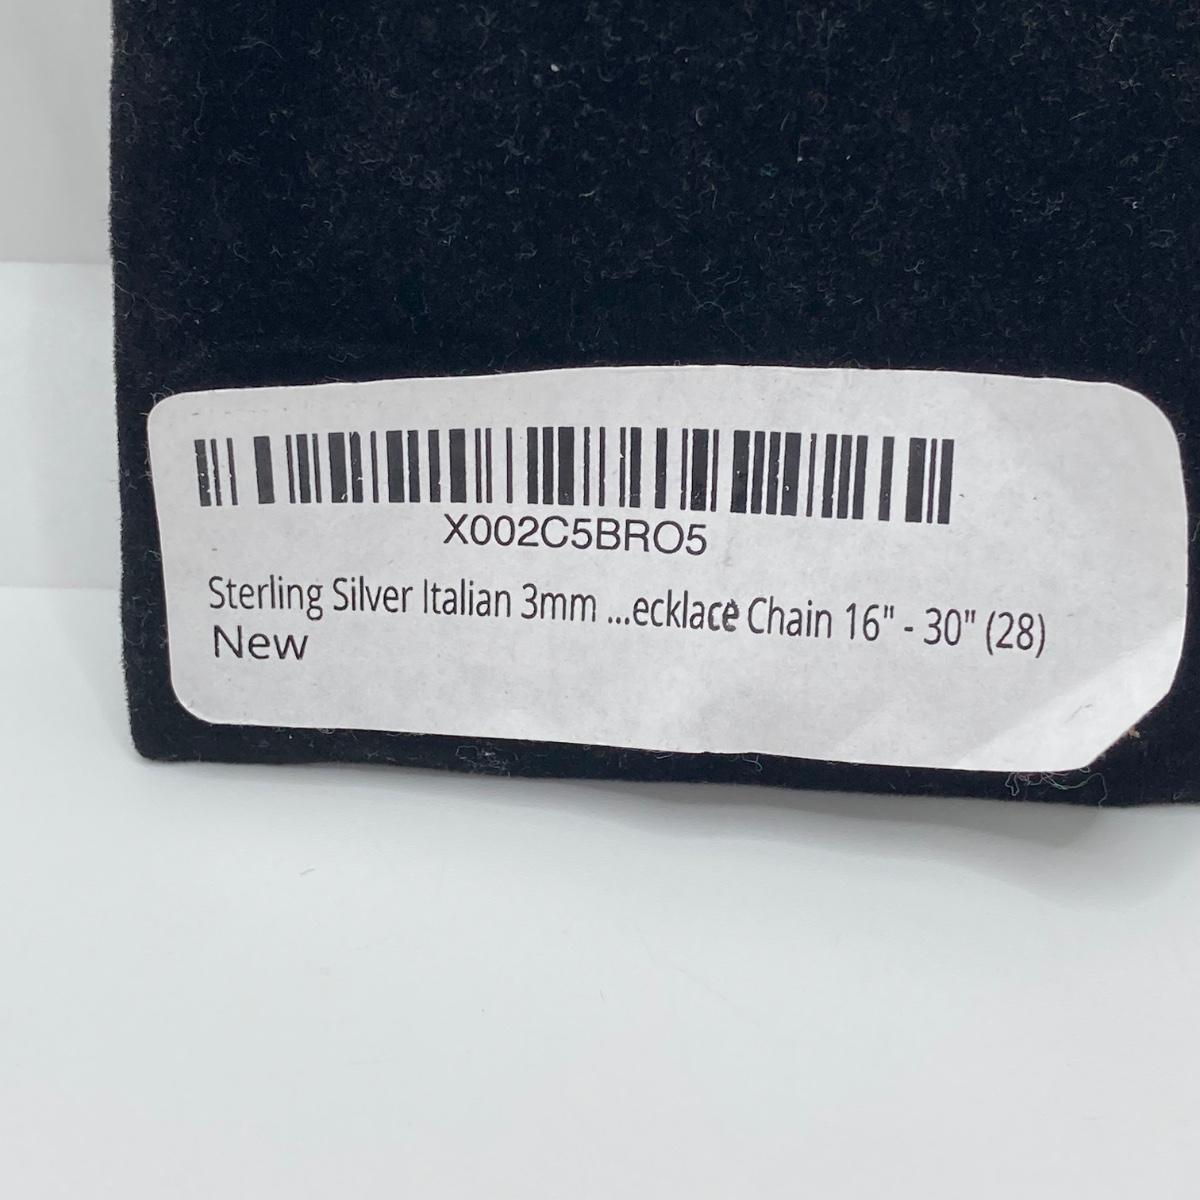 X002C5BRO5
Sterling Silver Italian 3mm ...ecklace Chain 16" - 30" (28)
New